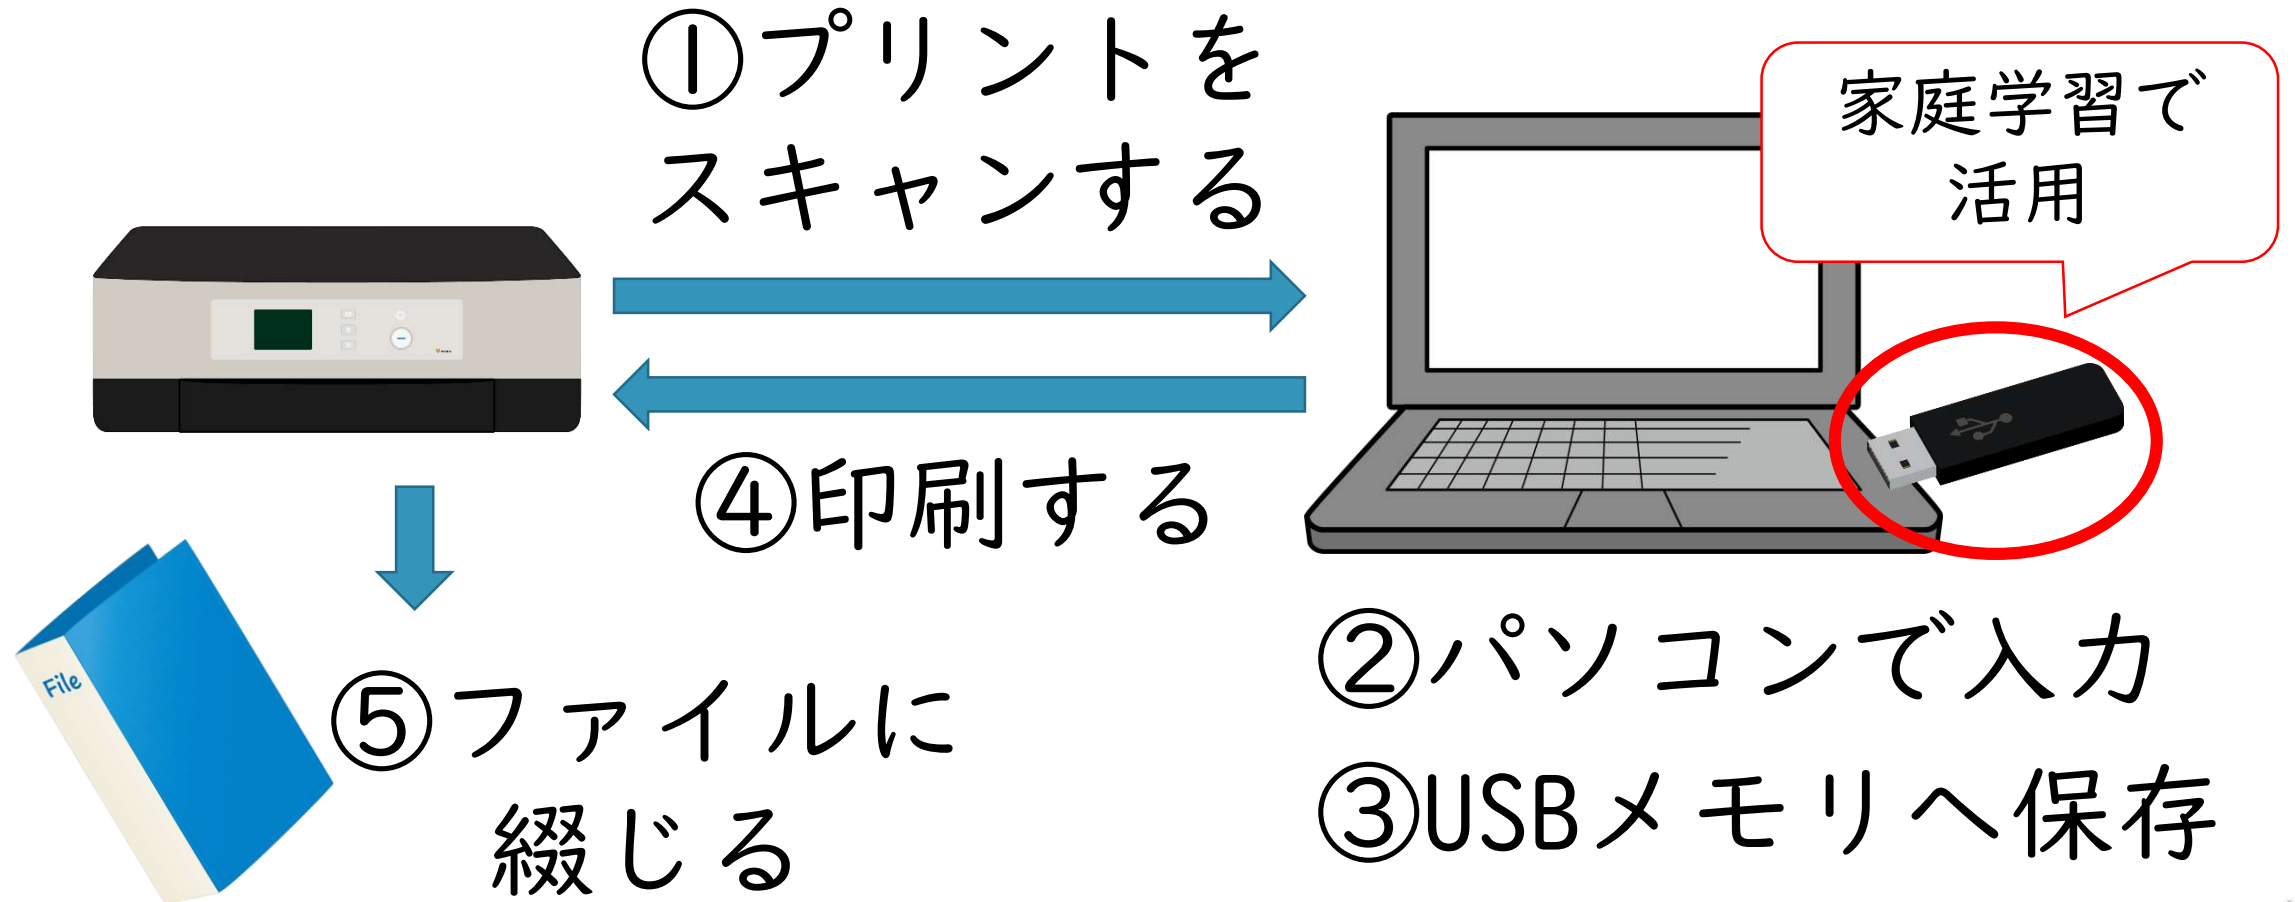 ①プリントを
スキャンする
家庭学習で
活用
④印刷する
②パソコンで入力
③USBメモリへ保存
File
⑤ファイルに
綴じる